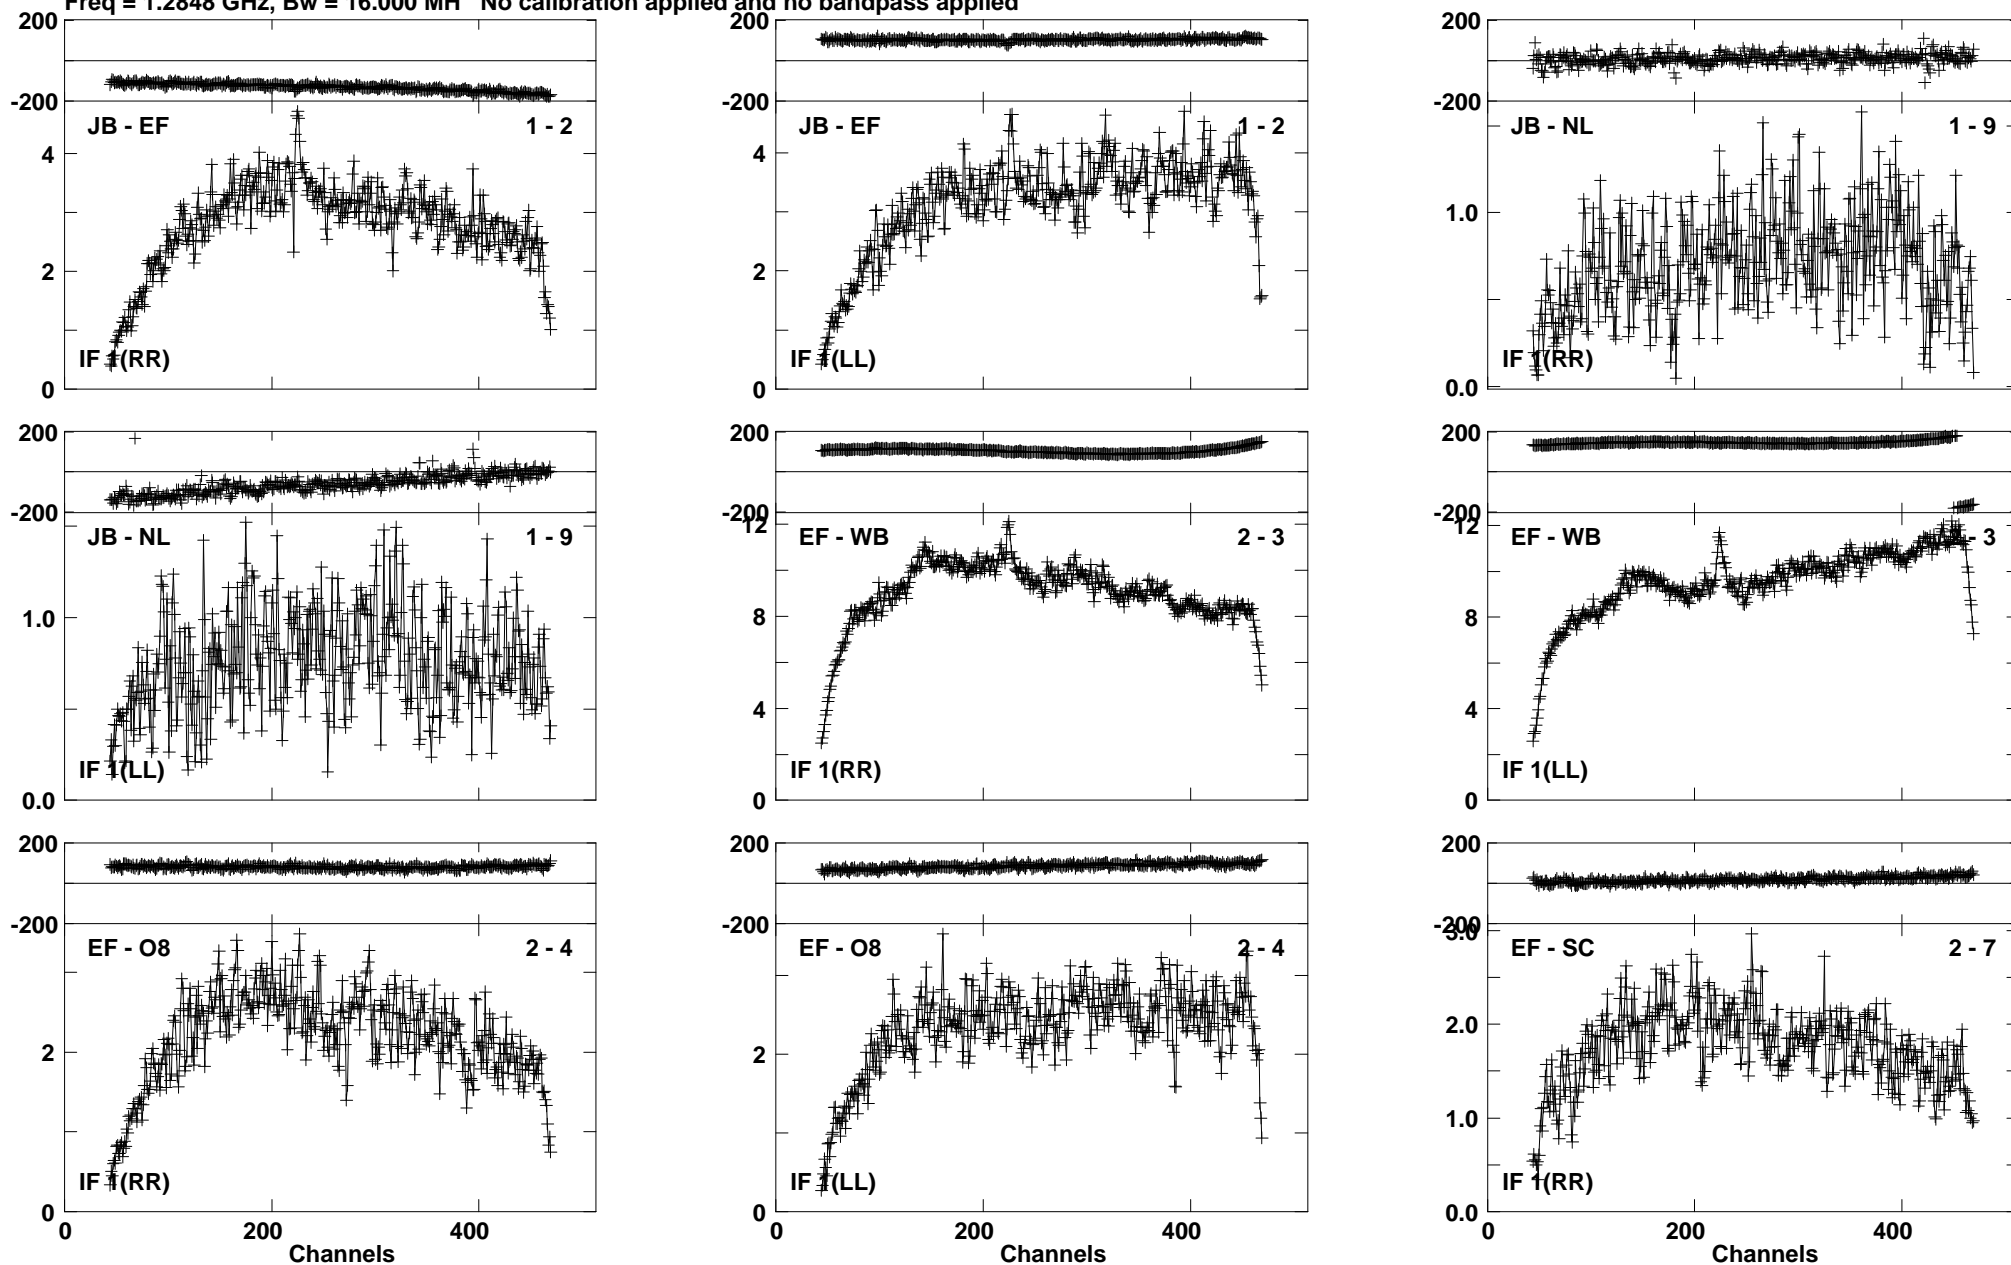 Freq = 1.2848 GHz, Bw = 16.000 MH No calibration applied and no bandpass applied
200
-200
JB - EF
1 - 2
4
2
0
IF 1(RR)
200
-200
JB - EF
1 - 2
4
2
0
IF 1(LL)
200
-200
JB - NL
1 - 9
1.0
0.0
IF 1(RR)
200
-200
JB - NL
1 - 9
1.0
0.0
IF 1(LL)
200
-200
12
EF - WB
2 - 3
8
4
0
IF 1(RR)
200
-200
12
EF - WB
- 3
8
4
0
IF 1(LL)
200
-200
EF - O8
2 - 4
2
0
IF 1(RR)
0
200
400
Channels
200
-200
EF - O8
2 - 4
2
0
IF 1(LL)
200
-200
3.0
EF - SC
2 - 7
2.0
1.0
0.0
IF 1(RR)
0
200
400
Channels